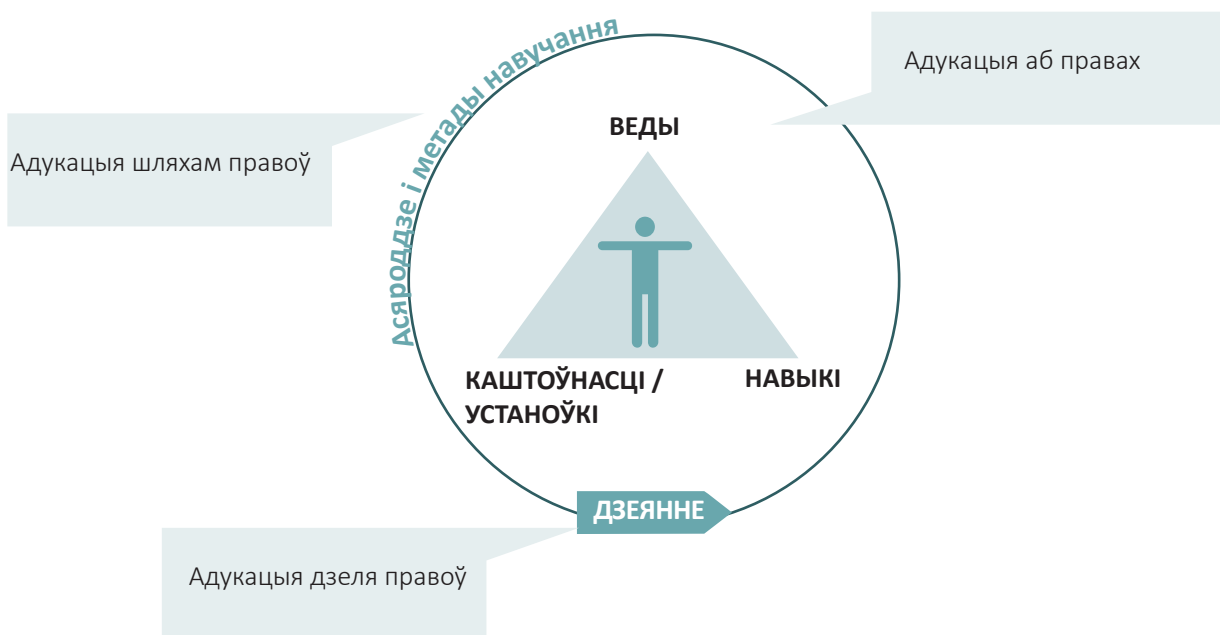 Адукацыя аб правах
Адукацыя шляхам правоў
Асяроддзе і метады навучання
ВЕДЫ
КАШТОЎНАСЦІ /
УСТАНОЎКІ
НАВЫКІ
ДЗЕЯННЕ
Адукацыя дзеля правоў